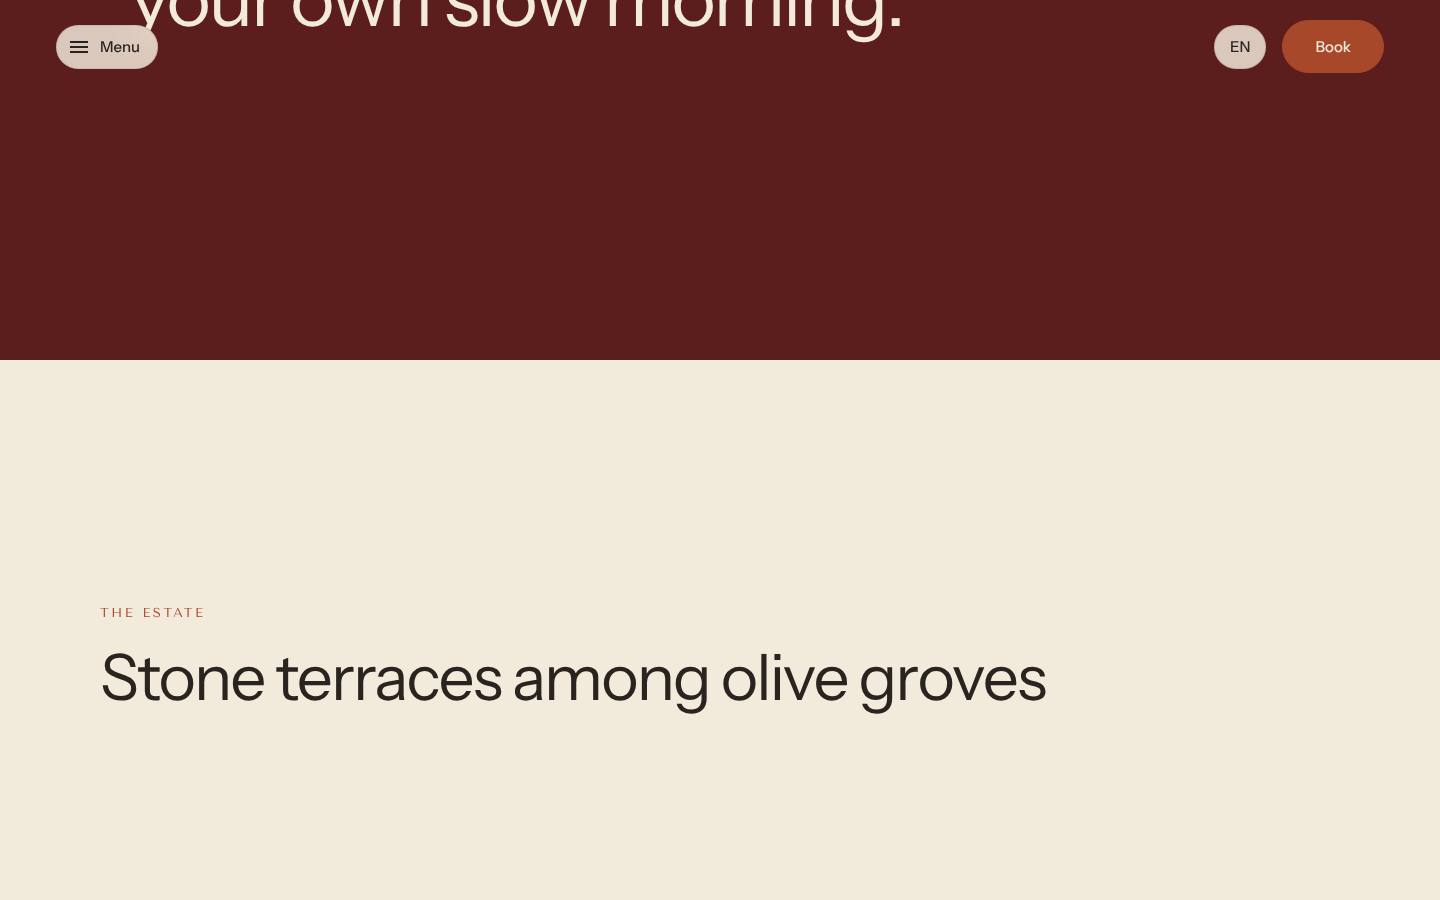 your own slow morning.
Menu
EN
Book
THE ESTATE
Stone terraces among olive groves